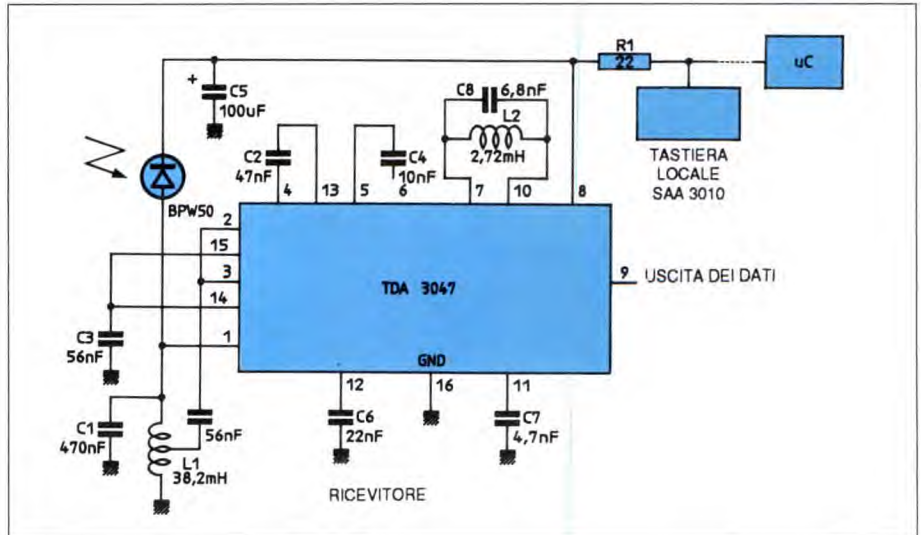 R1
22
uC
+
C5
100uF
C8 6,8nF
L2
2,72mH
C2
47nF
C4
10nF
TASTIERA
LOCALE
SAA 3010
4 13 5 6 7 10 8
BPW50
2
15
3
14
1
TDA 3047
9 USCITA DEI DATI
GND
C3
56nF
12 16 11
C1
470nF
56nF
C6
22nF
C7
4,7nF
L1
38,2mH
RICEVITORE